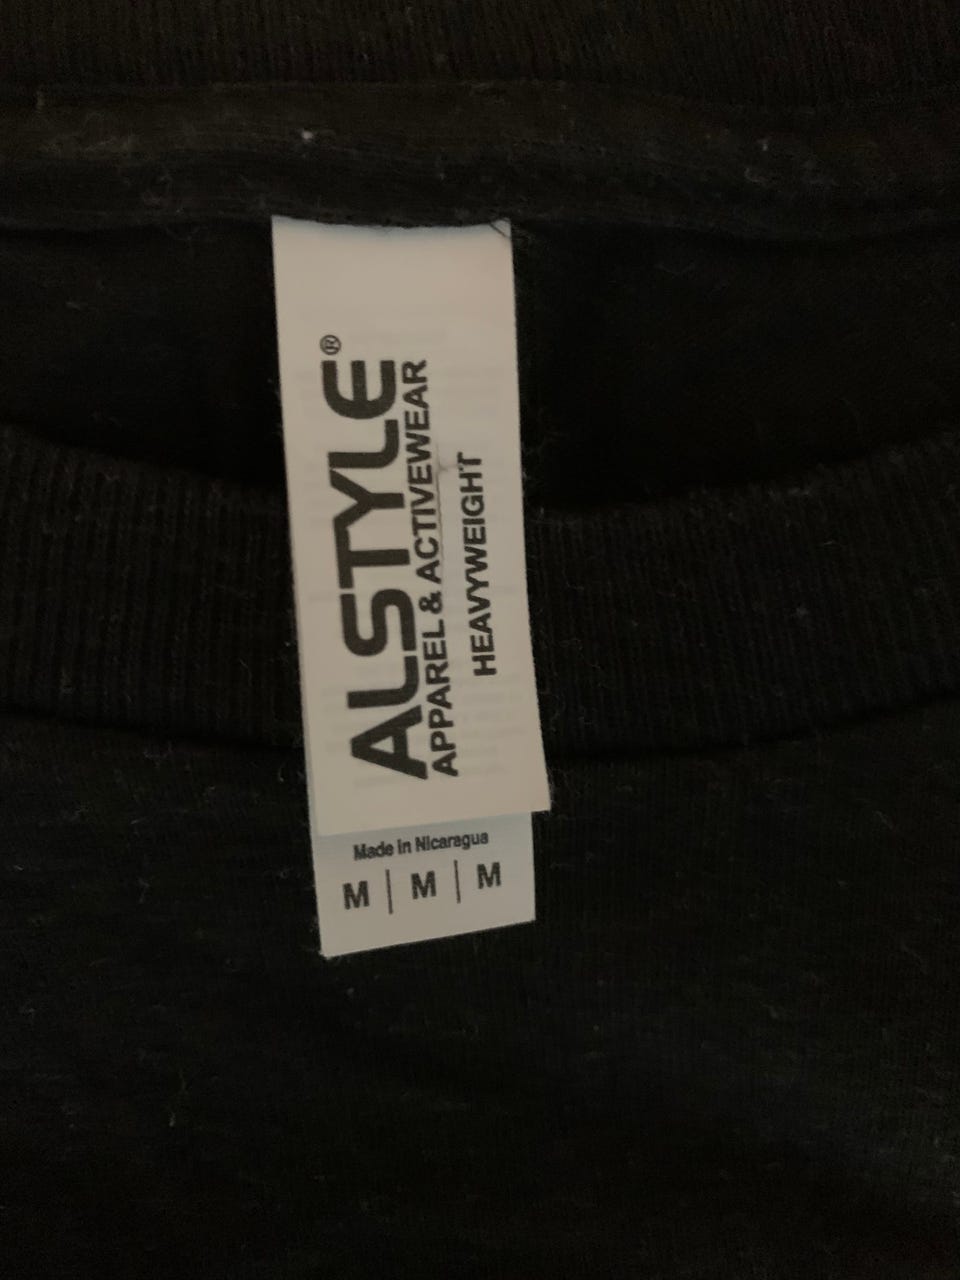 ALSTYLE®
APPAREL & ACTIVEWEAR
HEAVYWEIGHT
Made in Nicaragua
M | M | M